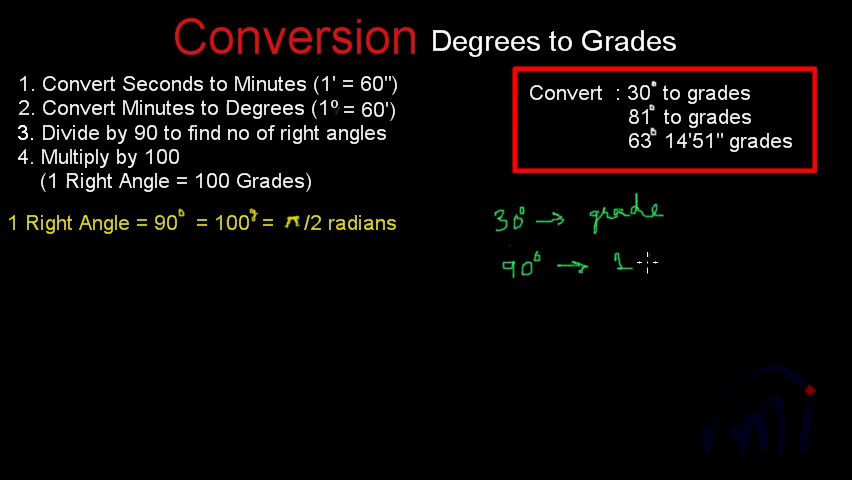 Conversion Degrees to Grades
1. Convert Seconds to Minutes (1' = 60")
2. Convert Minutes to Degrees (1º = 60')
3. Divide by 90 to find no of right angles
4. Multiply by 100
(1 Right Angle = 100 Grades)
1 Right Angle = 90° = 100ᵍ = π/2 radians
Convert : 30° to grades
81° to grades
63° 14'51" grades
30° → grade
90° → 1